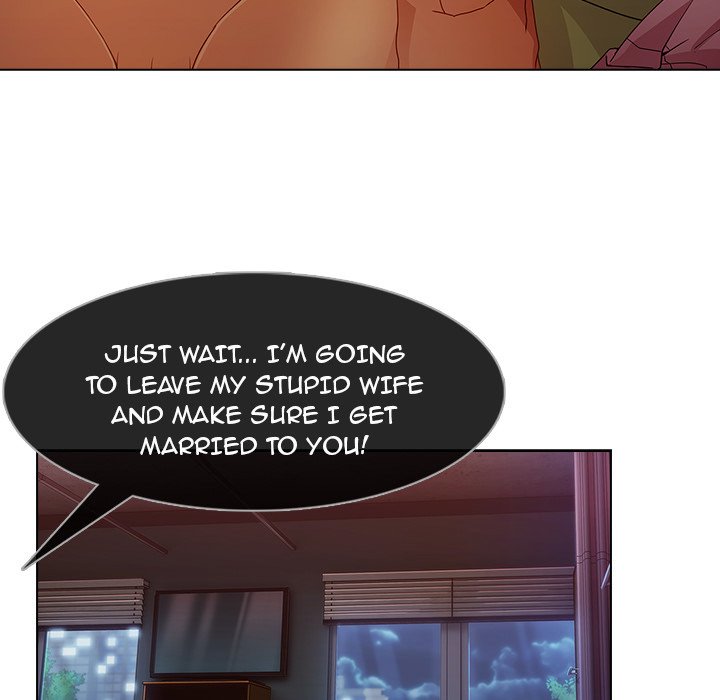 JUST WAIT... I'M GOING
TO LEAVE MY STUPID WIFE
AND MAKE SURE I GET
MARRIED TO YOU!